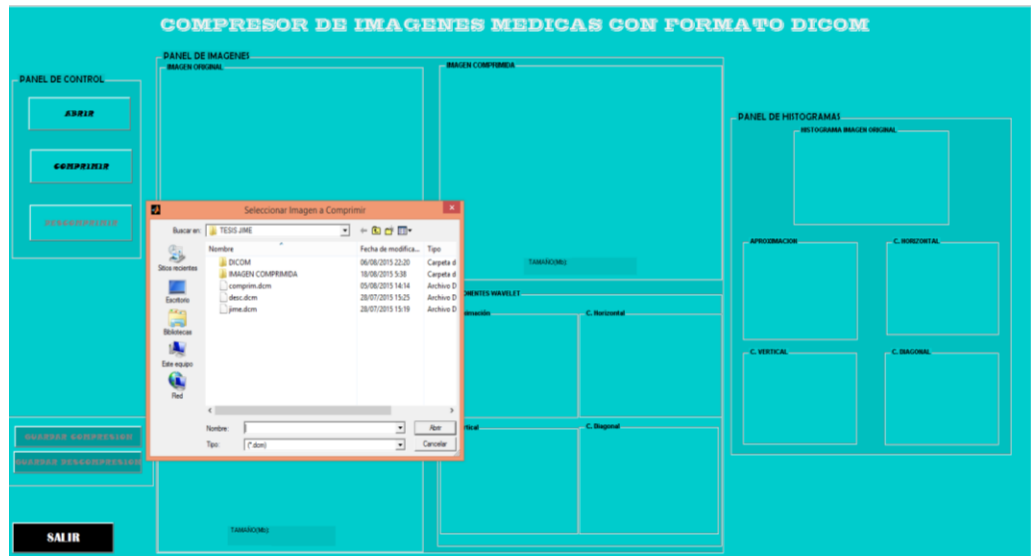 COMPRESOR DE IMAGENES MEDICAS CON FORMATO DICOM
PANEL DE CONTROL
ABRIR
COMPRIMIR
DESCOMPRIMIR
GUARDAR COMPRESION
GUARDAR DESCOMPRESION
SALIR
PANEL DE IMAGENES
IMAGEN ORIGINAL
IMAGEN COMPRIMIDA
TAMAÑO(Mb)
TAMAÑO(Mb)
Seleccionar Imagen a Comprimir
Buscar en: TESIS JIME
Nombre Fecha de modifica... Tipo
DICOM 06/08/2015 22:20 Carpeta d
IMAGEN COMPRIMIDA 18/08/2015 5:38 Carpeta d
comprim.dcm 05/08/2015 14:14 Archivo D
desc.dcm 28/07/2015 15:25 Archivo D
jime.dcm 28/07/2015 15:19 Archivo D
Sitios recientes
Escritorio
Bibliotecas
Este equipo
Red
Nombre: Abrir
Tipo: (*.dcm) Cancelar
ONENTES WAVELET
C. Horizontal
rtical
C. Diagonal
PANEL DE HISTOGRAMAS
HISTOGRAMA IMAGEN ORIGINAL
APROXIMACION
C. HORIZONTAL
C. VERTICAL
C. DIAGONAL